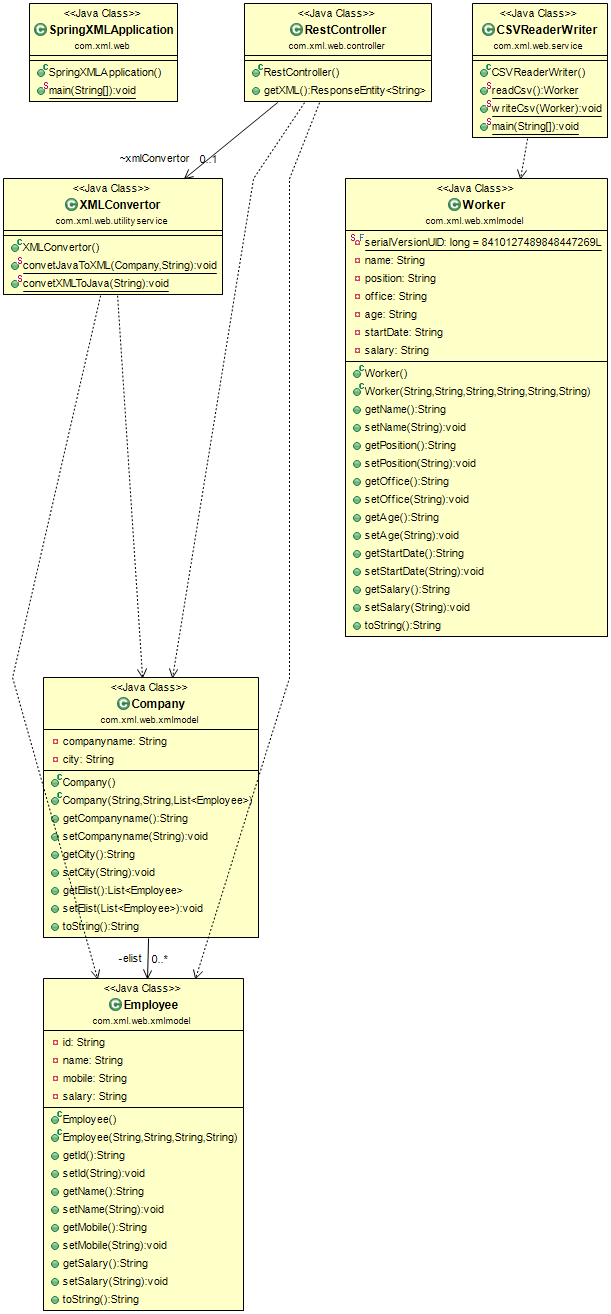 <<Java Class>>
SpringXMLApplication
com.xml.web
SpringXMLApplication()
main(String[]):void
<<Java Class>>
RestController
com.xml.web.controller
RestController()
getXML():ResponseEntity<String>
<<Java Class>>
CSVReaderWriter
com.xml.web.service
CSVReaderWriter()
readCsv():Worker
writeCsv(Worker):void
main(String[]):void
~xmlConvertor 0..1
<<Java Class>>
XMLConvertor
com.xml.web.utilityservice
XMLConvertor()
convetJavaToXML(Company,String):void
convetXMLToJava(String):void
<<Java Class>>
Worker
com.xml.web.xmlmodel
serialVersionUID: long = 8410127489848447269L
name: String
position: String
office: String
age: String
startDate: String
salary: String
Worker()
Worker(String,String,String,String,String,String)
getName():String
setName(String):void
getPosition():String
setPosition(String):void
getOffice():String
setOffice(String):void
getAge():String
setAge(String):void
getStartDate():String
setStartDate(String):void
getSalary():String
setSalary(String):void
toString():String
<<Java Class>>
Company
com.xml.web.xmlmodel
companyname: String
city: String
Company()
Company(String,String,List<Employee>)
getCompanyname():String
setCompanyname(String):void
getCity():String
setCity(String):void
getElist():List<Employee>
setElist(List<Employee>):void
toString():String
-elist 0..*
<<Java Class>>
Employee
com.xml.web.xmlmodel
id: String
name: String
mobile: String
salary: String
Employee()
Employee(String,String,String,String)
getId():String
setId(String):void
getName():String
setName(String):void
getMobile():String
setMobile(String):void
getSalary():String
setSalary(String):void
toString():String